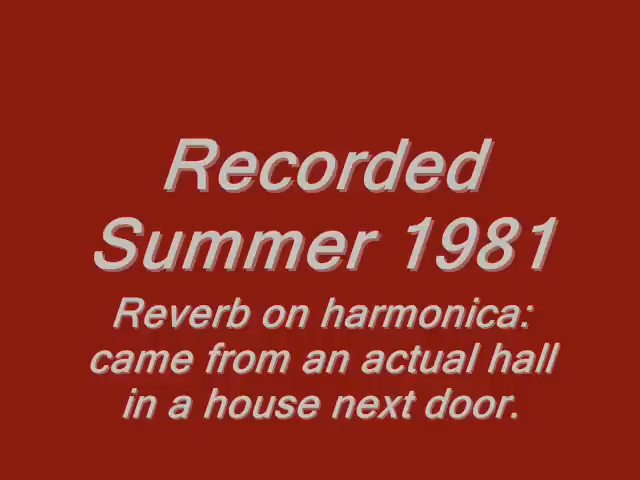 Recorded
Summer 1981
Reverb on harmonica:
came from an actual hall
in a house next door.